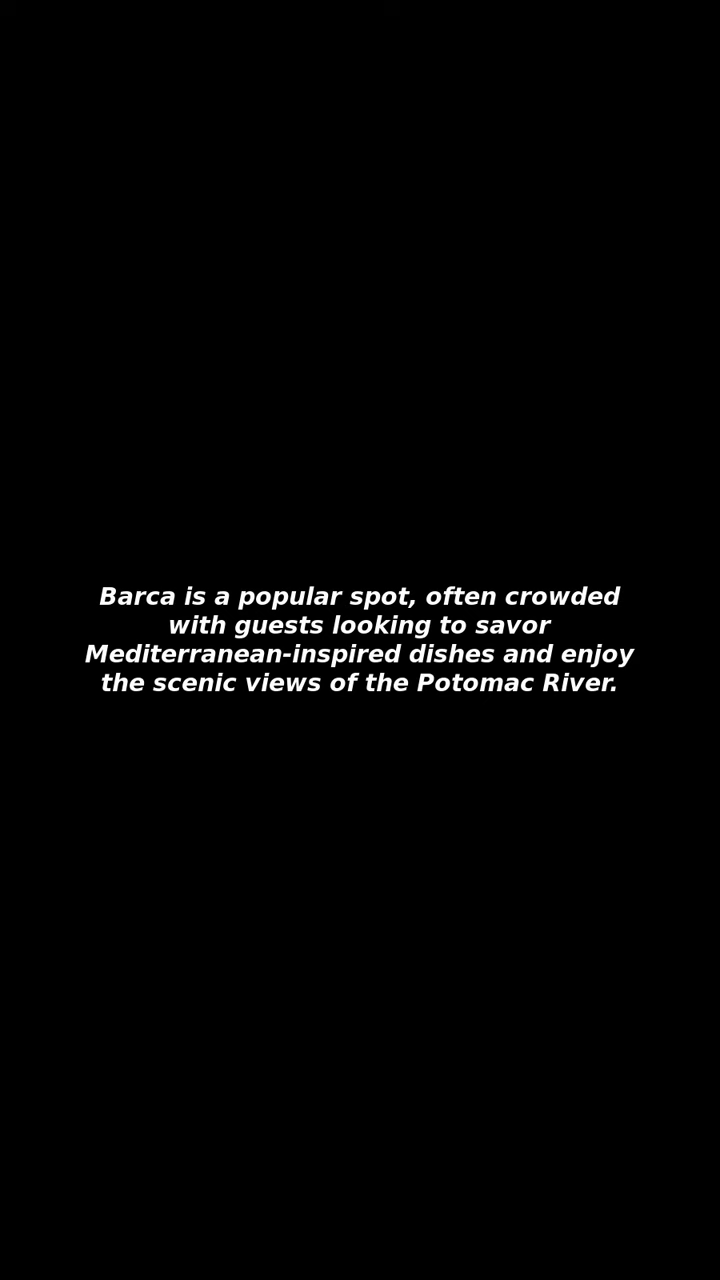 Barca is a popular spot, often crowded
with guests looking to savor
Mediterranean-inspired dishes and enjoy
the scenic views of the Potomac River.